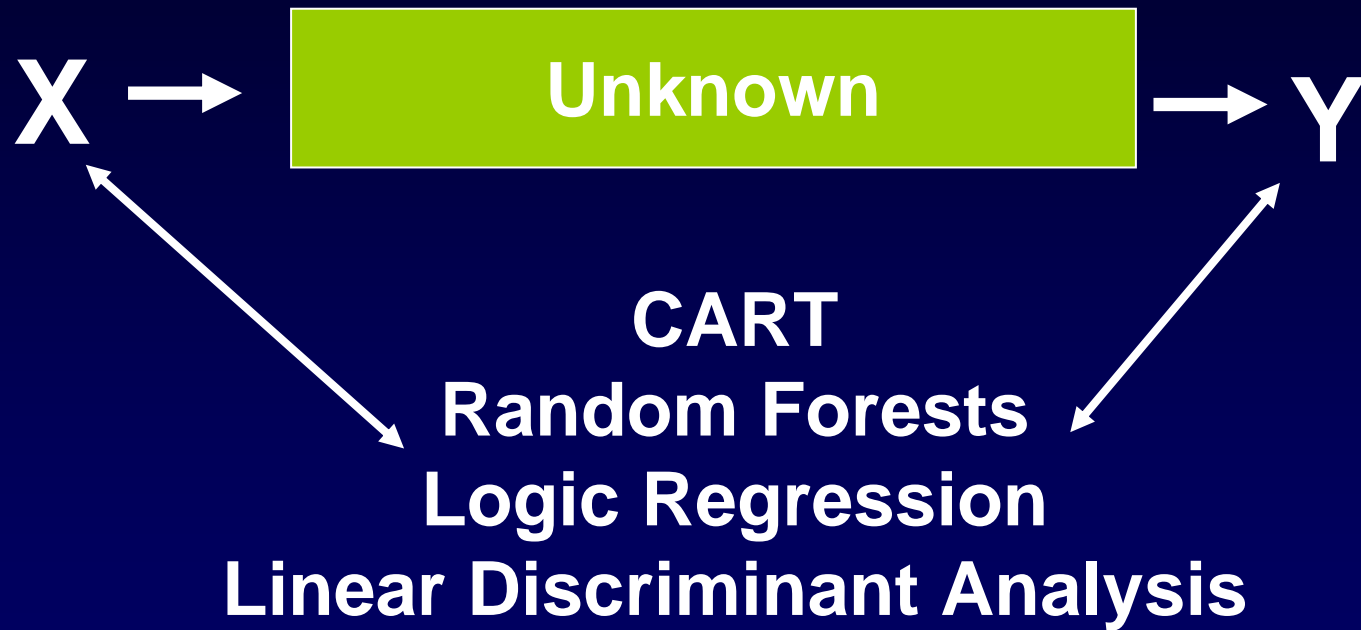 X
Unknown
Y
CART
Random Forests
Logic Regression
Linear Discriminant Analysis